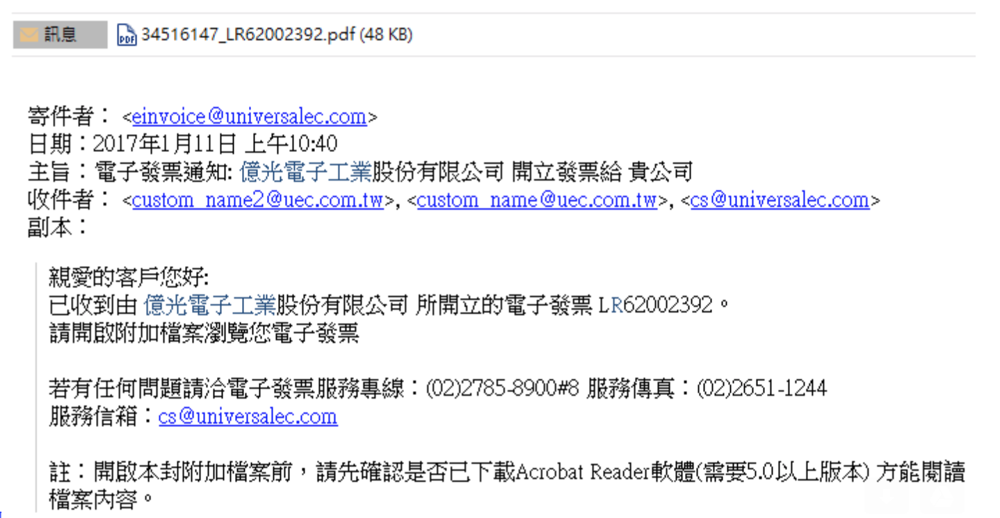 訊息 34516147_LR62002392.pdf (48 KB)
寄件者： <einvoice@universalec.com>
日期：2017年1月11日 上午10:40
主旨：電子發票通知: 億光電子工業股份有限公司 開立發票給 貴公司
收件者： <custom_name2@uec.com.tw>, <custom_name@uec.com.tw>, <cs@universalec.com>
副本：
親愛的客戶您好:
已收到由 億光電子工業股份有限公司 所開立的電子發票 LR62002392。
請開啟附加檔案瀏覽您電子發票
若有任何問題請洽電子發票服務專線：(02)2785-8900#8 服務傳真：(02)2651-1244
服務信箱：cs@universalec.com
註：開啟本封附加檔案前，請先確認是否已下載Acrobat Reader軟體(需要5.0以上版本) 方能閱讀
檔案內容。